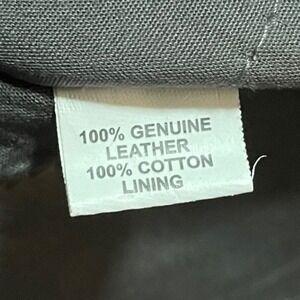 100% GENUINE
LEATHER
100% COTTON
LINING